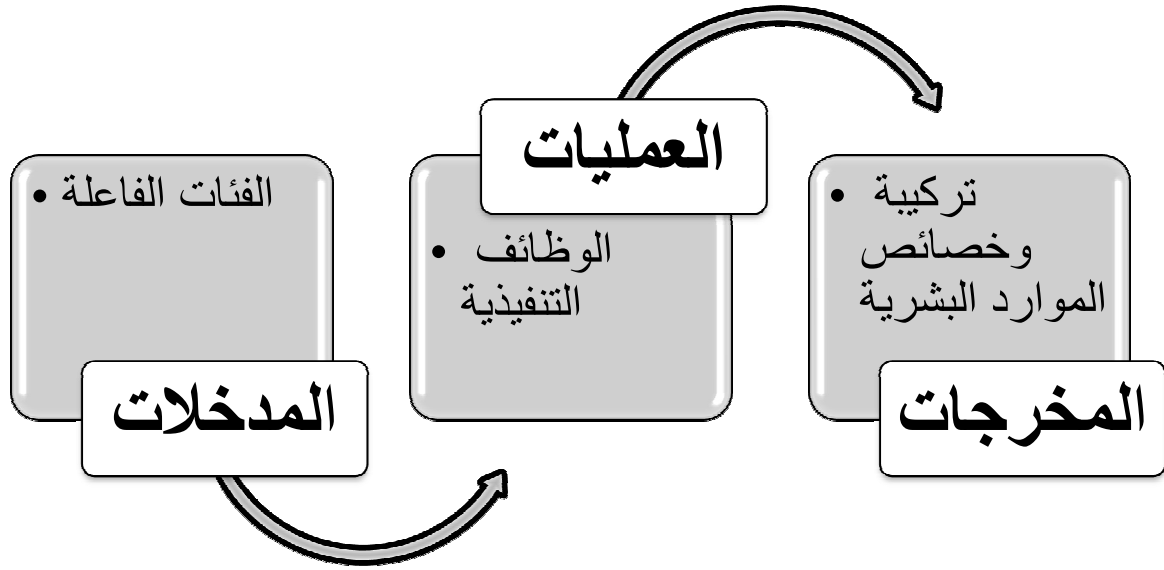 الفئات الفاعلة •
المدخلات
العمليات
الوظائف •
التنفيذية
تركيبة •
وخصائص
الموارد البشرية
المخرجات